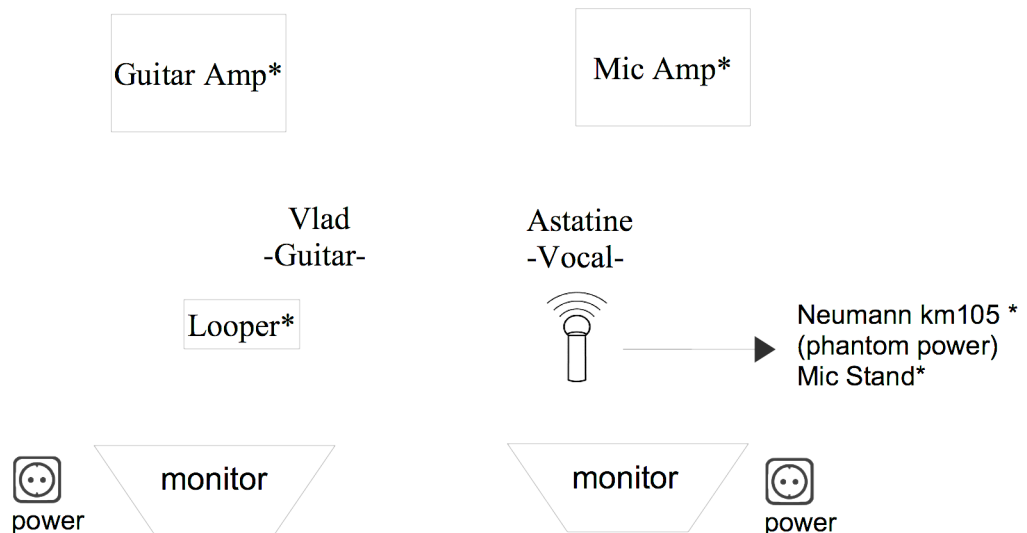 Guitar Amp*
Mic Amp*
Vlad
-Guitar-
Astatine
-Vocal-
Looper*
Neumann km105 *
(phantom power)
Mic Stand*
monitor
monitor
power
power